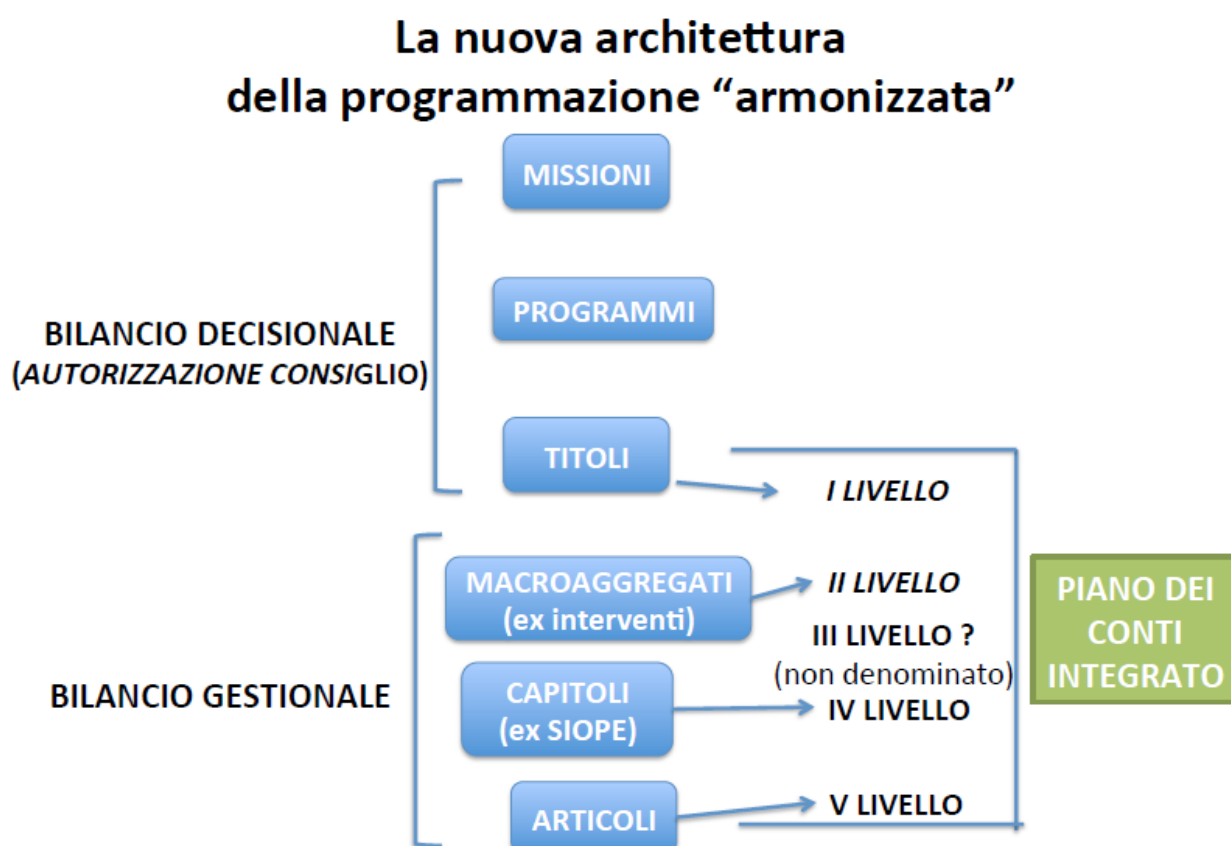 La nuova architettura
della programmazione “armonizzata”
MISSIONI
PROGRAMMI
BILANCIO DECISIONALE
(AUTORIZZAZIONE CONSIGLIO)
TITOLI
I LIVELLO
MACROAGGREGATI
(ex interventi)
II LIVELLO
III LIVELLO ?
(non denominato)
BILANCIO GESTIONALE
CAPITOLI
(ex SIOPE)
IV LIVELLO
ARTICOLI
V LIVELLO
PIANO DEI
CONTI
INTEGRATO